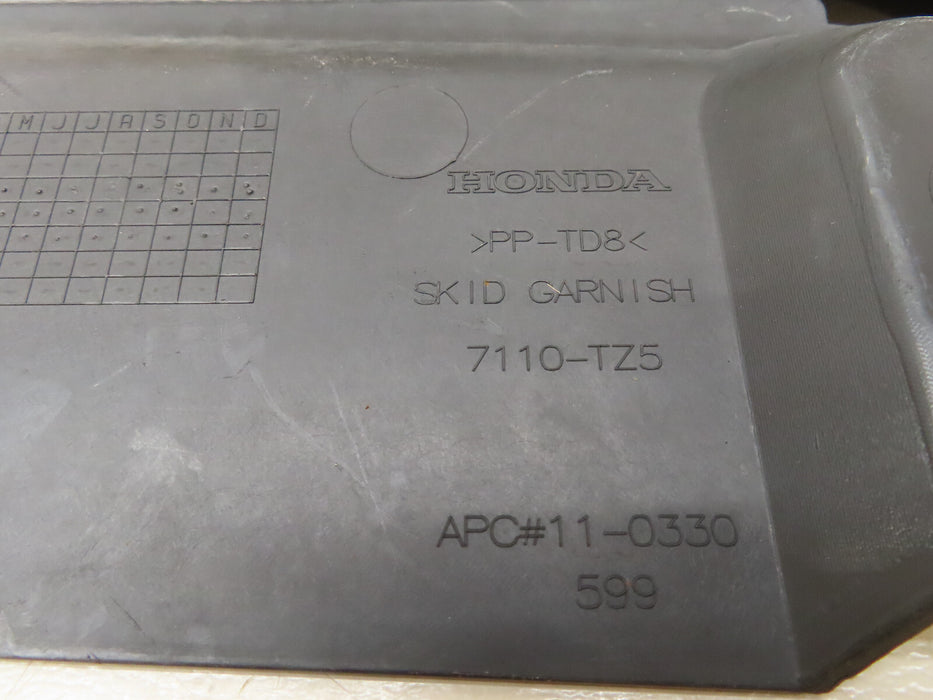 M J J A S O N D
HONDA
>PP-TD8<
SKID GARNISH
7110-TZ5
APC#11-0330
599